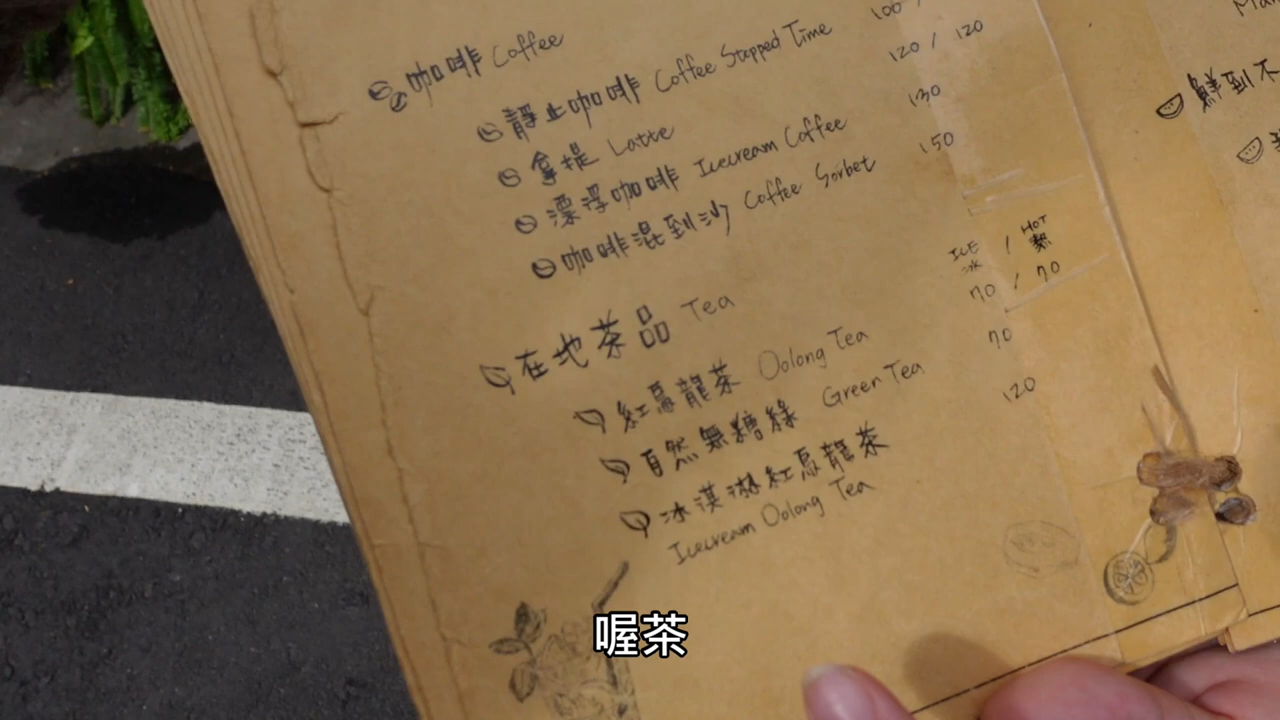 咖啡 Coffee
靜止咖啡 Coffee Stopped Time 100 /
拿提 Latte 120 / 120
漂浮咖啡 Icecream Coffee 130
咖啡混到沙 Coffee Sorbet 150
ICE / HOT
冰 熱
在地茶品 Tea
紅烏龍茶 Oolong Tea 70 / 70
自然無糖綠 Green Tea 70
冰淇淋紅烏龍茶 120
Icecream Oolong Tea
鮮到不
喔茶